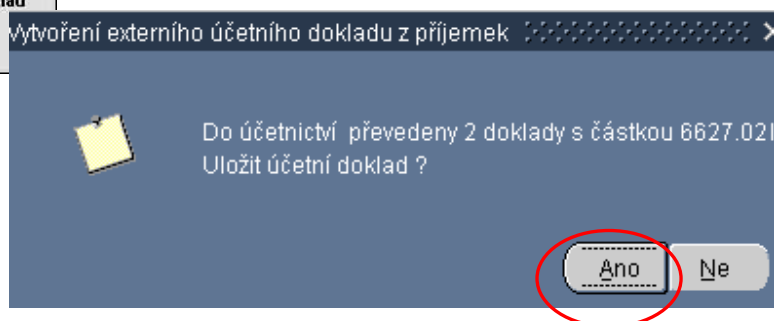 Vytvoření externího účetního dokladu z příjemek
Do účetnictví převedeny 2 doklady s částkou 6627.02
Uložit účetní doklad ?
Ano
Ne